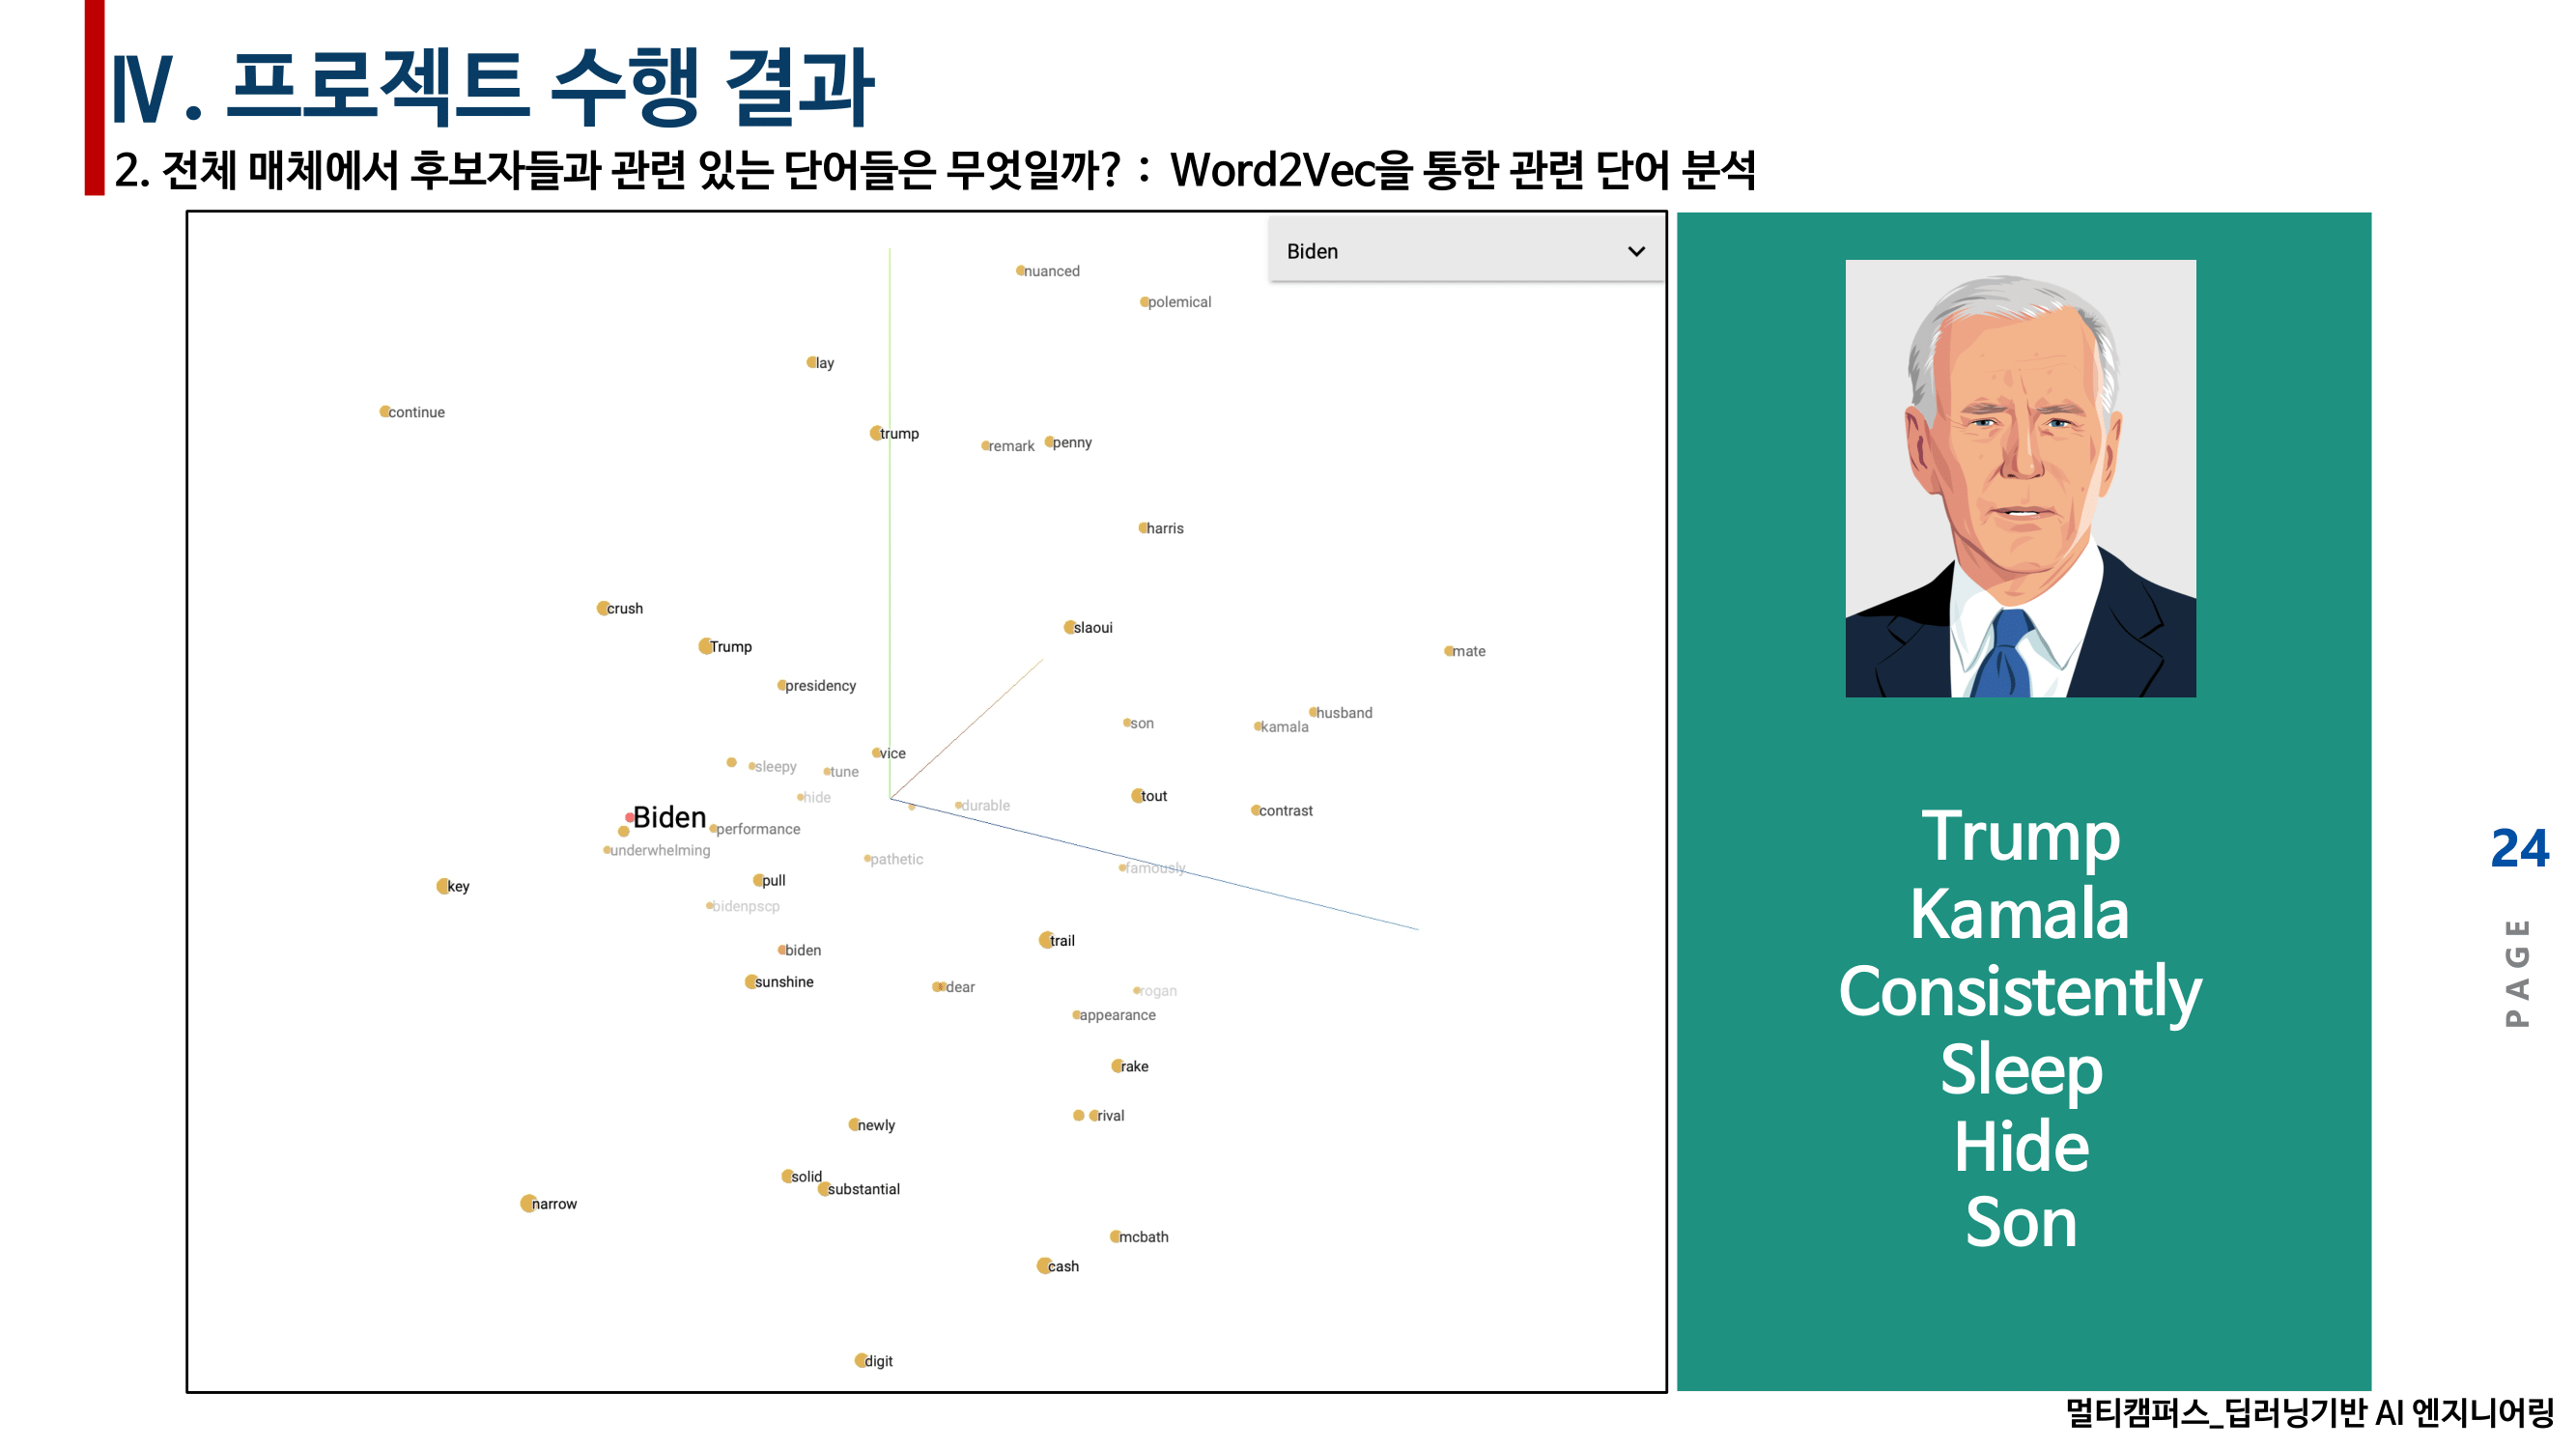 Ⅳ. 프로젝트 수행 결과
2. 전체 매체에서 후보자들과 관련 있는 단어들은 무엇일까? : Word2Vec을 통한 관련 단어 분석
Biden
nuanced
polemical
lay
continue
trump
remark
penny
harris
crush
slaoui
Trump
mate
presidency
husband
son
kamala
vice
sleepy
tune
hide
durable
tout
contrast
Biden
performance
underwhelming
pathetic
famously
key
pull
bidenpscp
trail
biden
sunshine
dear
rogan
appearance
rake
rival
newly
solid
substantial
narrow
mcbath
cash
digit
Trump
Kamala
Consistently
Sleep
Hide
Son
24
PAGE
멀티캠퍼스_딥러닝기반 AI 엔지니어링